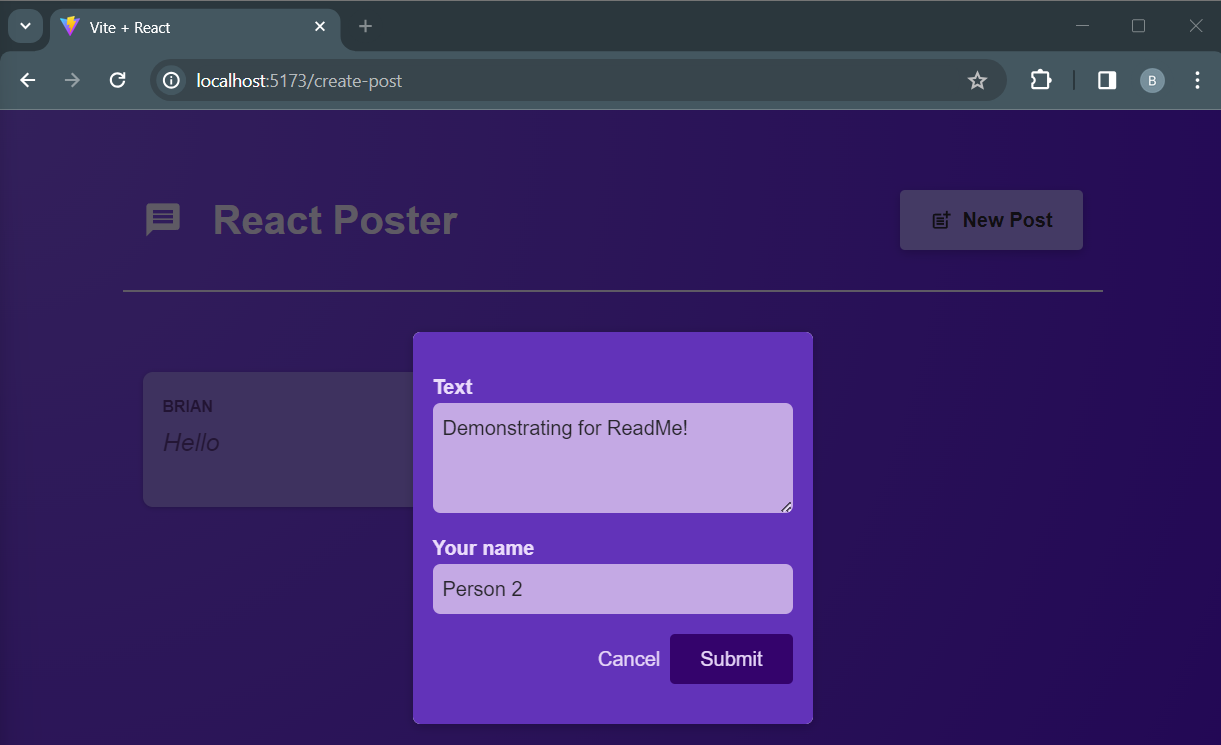 Vite + React
localhost:5173/create-post
B
React Poster
New Post
BRIAN
Hello
Text
Demonstrating for ReadMe!
Your name
Person 2
Cancel
Submit